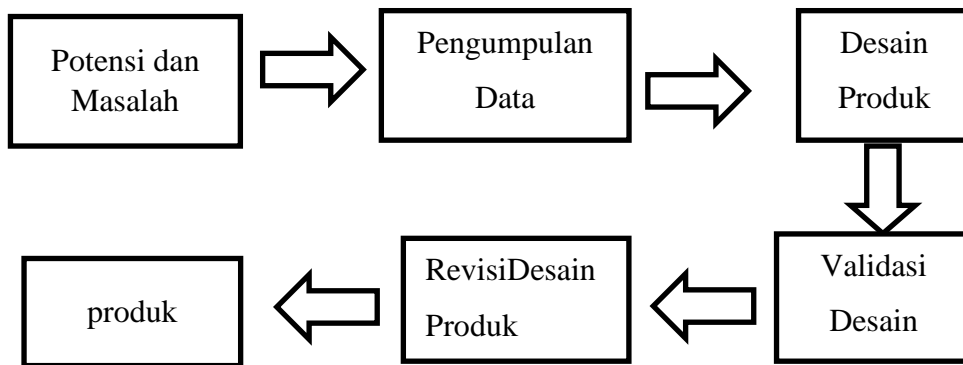 Potensi dan
Masalah
Pengumpulan
Data
Desain
Produk
Validasi
Desain
RevisiDesain
Produk
produk